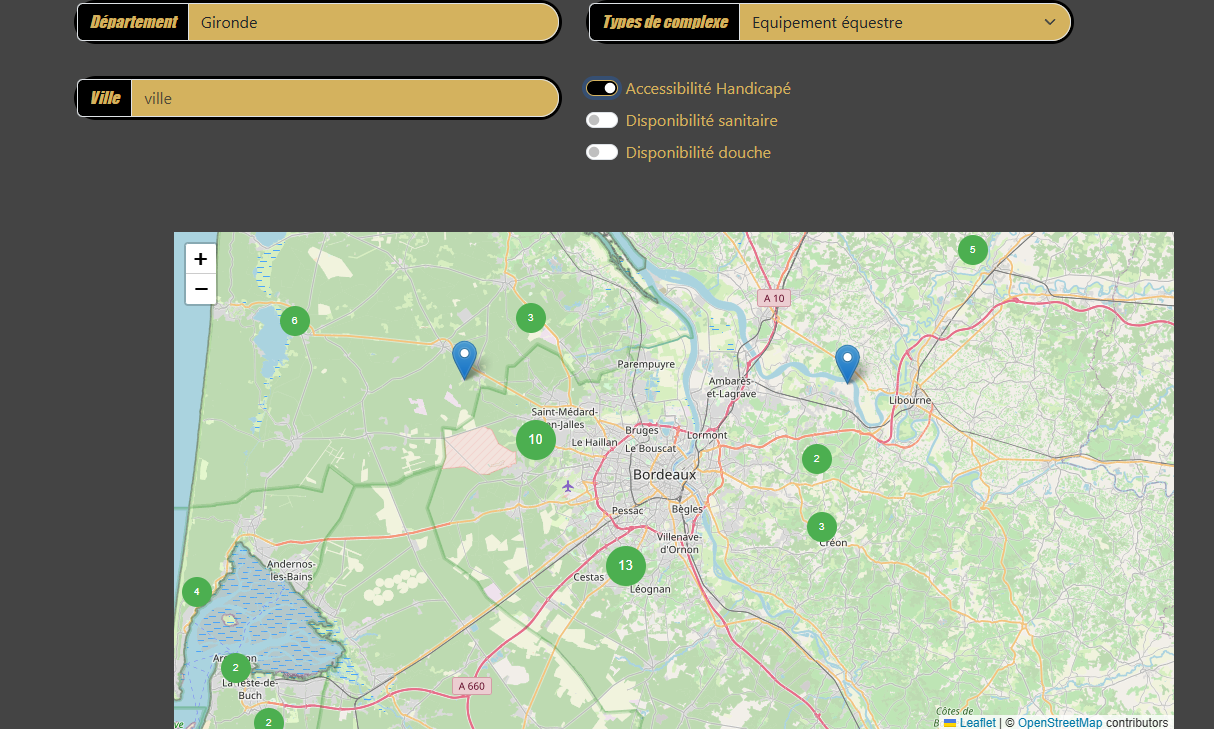 Département Gironde
Types de complexe Equipement équestre
Ville ville
Accessibilité Handicapé
Disponibilité sanitaire
Disponibilité douche
+
−
5
A 10
6
3
Parempuyre
Ambarès-
et-Lagrave
Libourne
Saint-Médard-
en-Jalles
10
Bruges
Le Haillan
Lormont
Le Bouscat
2
Bordeaux
Pessac
Bègles
3
Créon
Villenave-
d'Ornon
13
Cestas
Léognan
Andernos-
les-Bains
4
2
La Teste-de-
Buch
A 660
2
Côtes de
Leaflet | © OpenStreetMap contributors